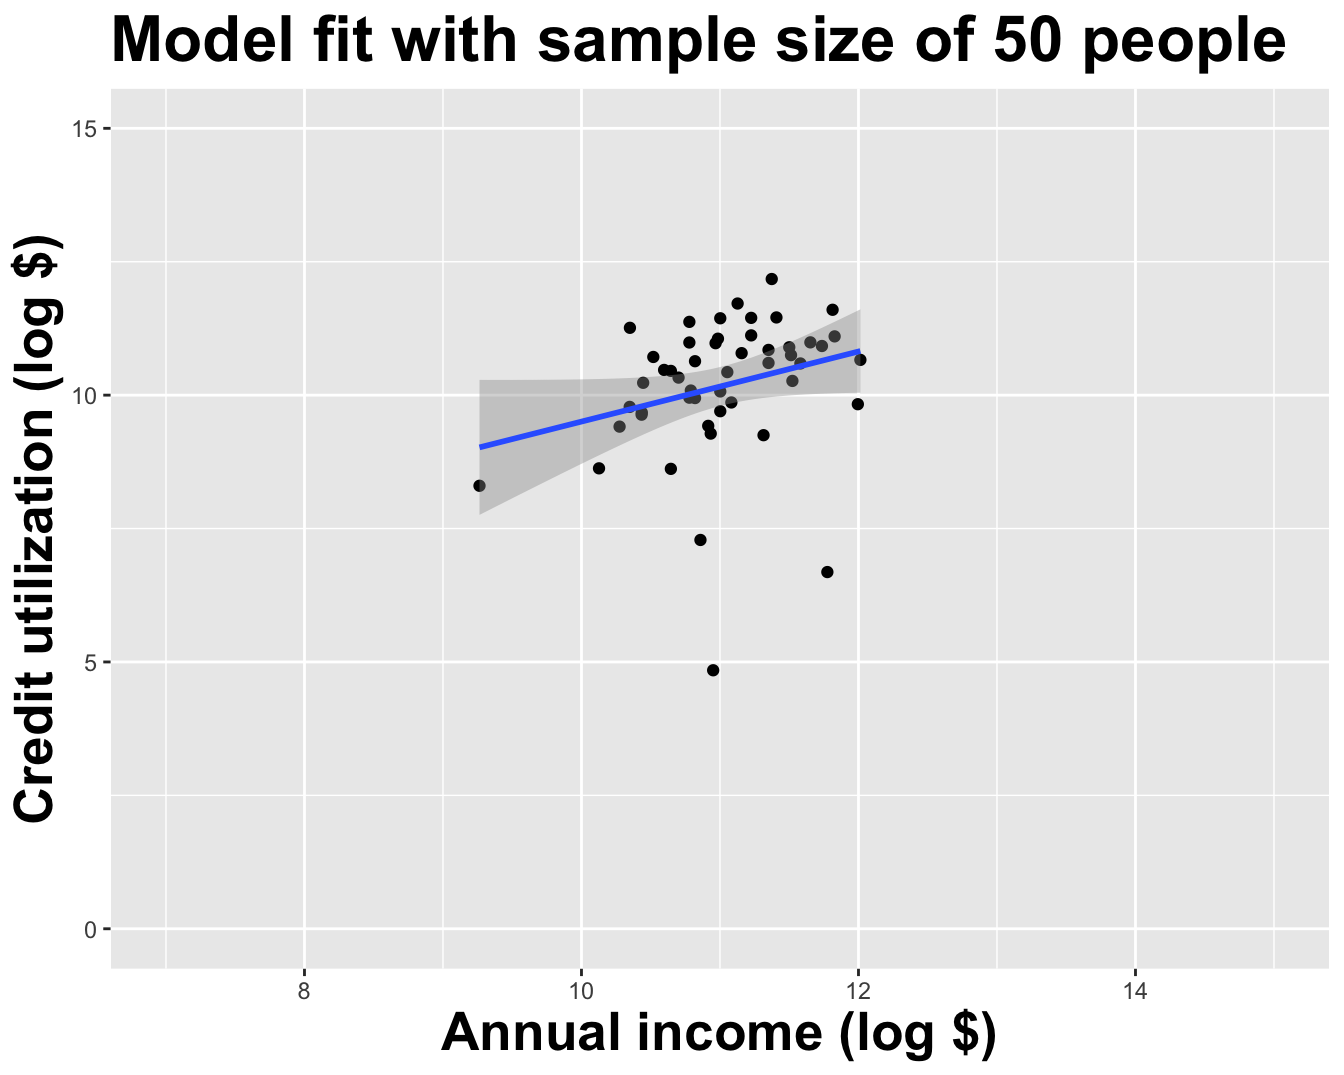 Model fit with sample size of 50 people
15
10
5
0
Credit utilization (log $)
8 10 12 14
Annual income (log $)